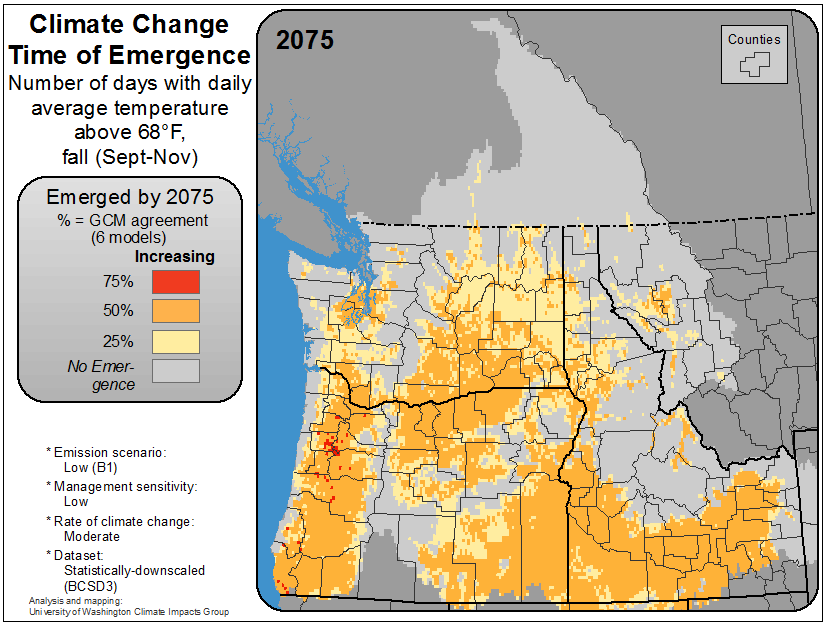 Climate Change
Time of Emergence
Number of days with daily
average temperature
above 68°F,
fall (Sept-Nov)
Emerged by 2075
% = GCM agreement
(6 models)
Increasing
75%
50%
25%
No Emer-
gence
* Emission scenario:
Low (B1)
* Management sensitivity:
Low
* Rate of climate change:
Moderate
* Dataset:
Statistically-downscaled
(BCSD3)
Analysis and mapping:
University of Washington Climate Impacts Group
2075
Counties